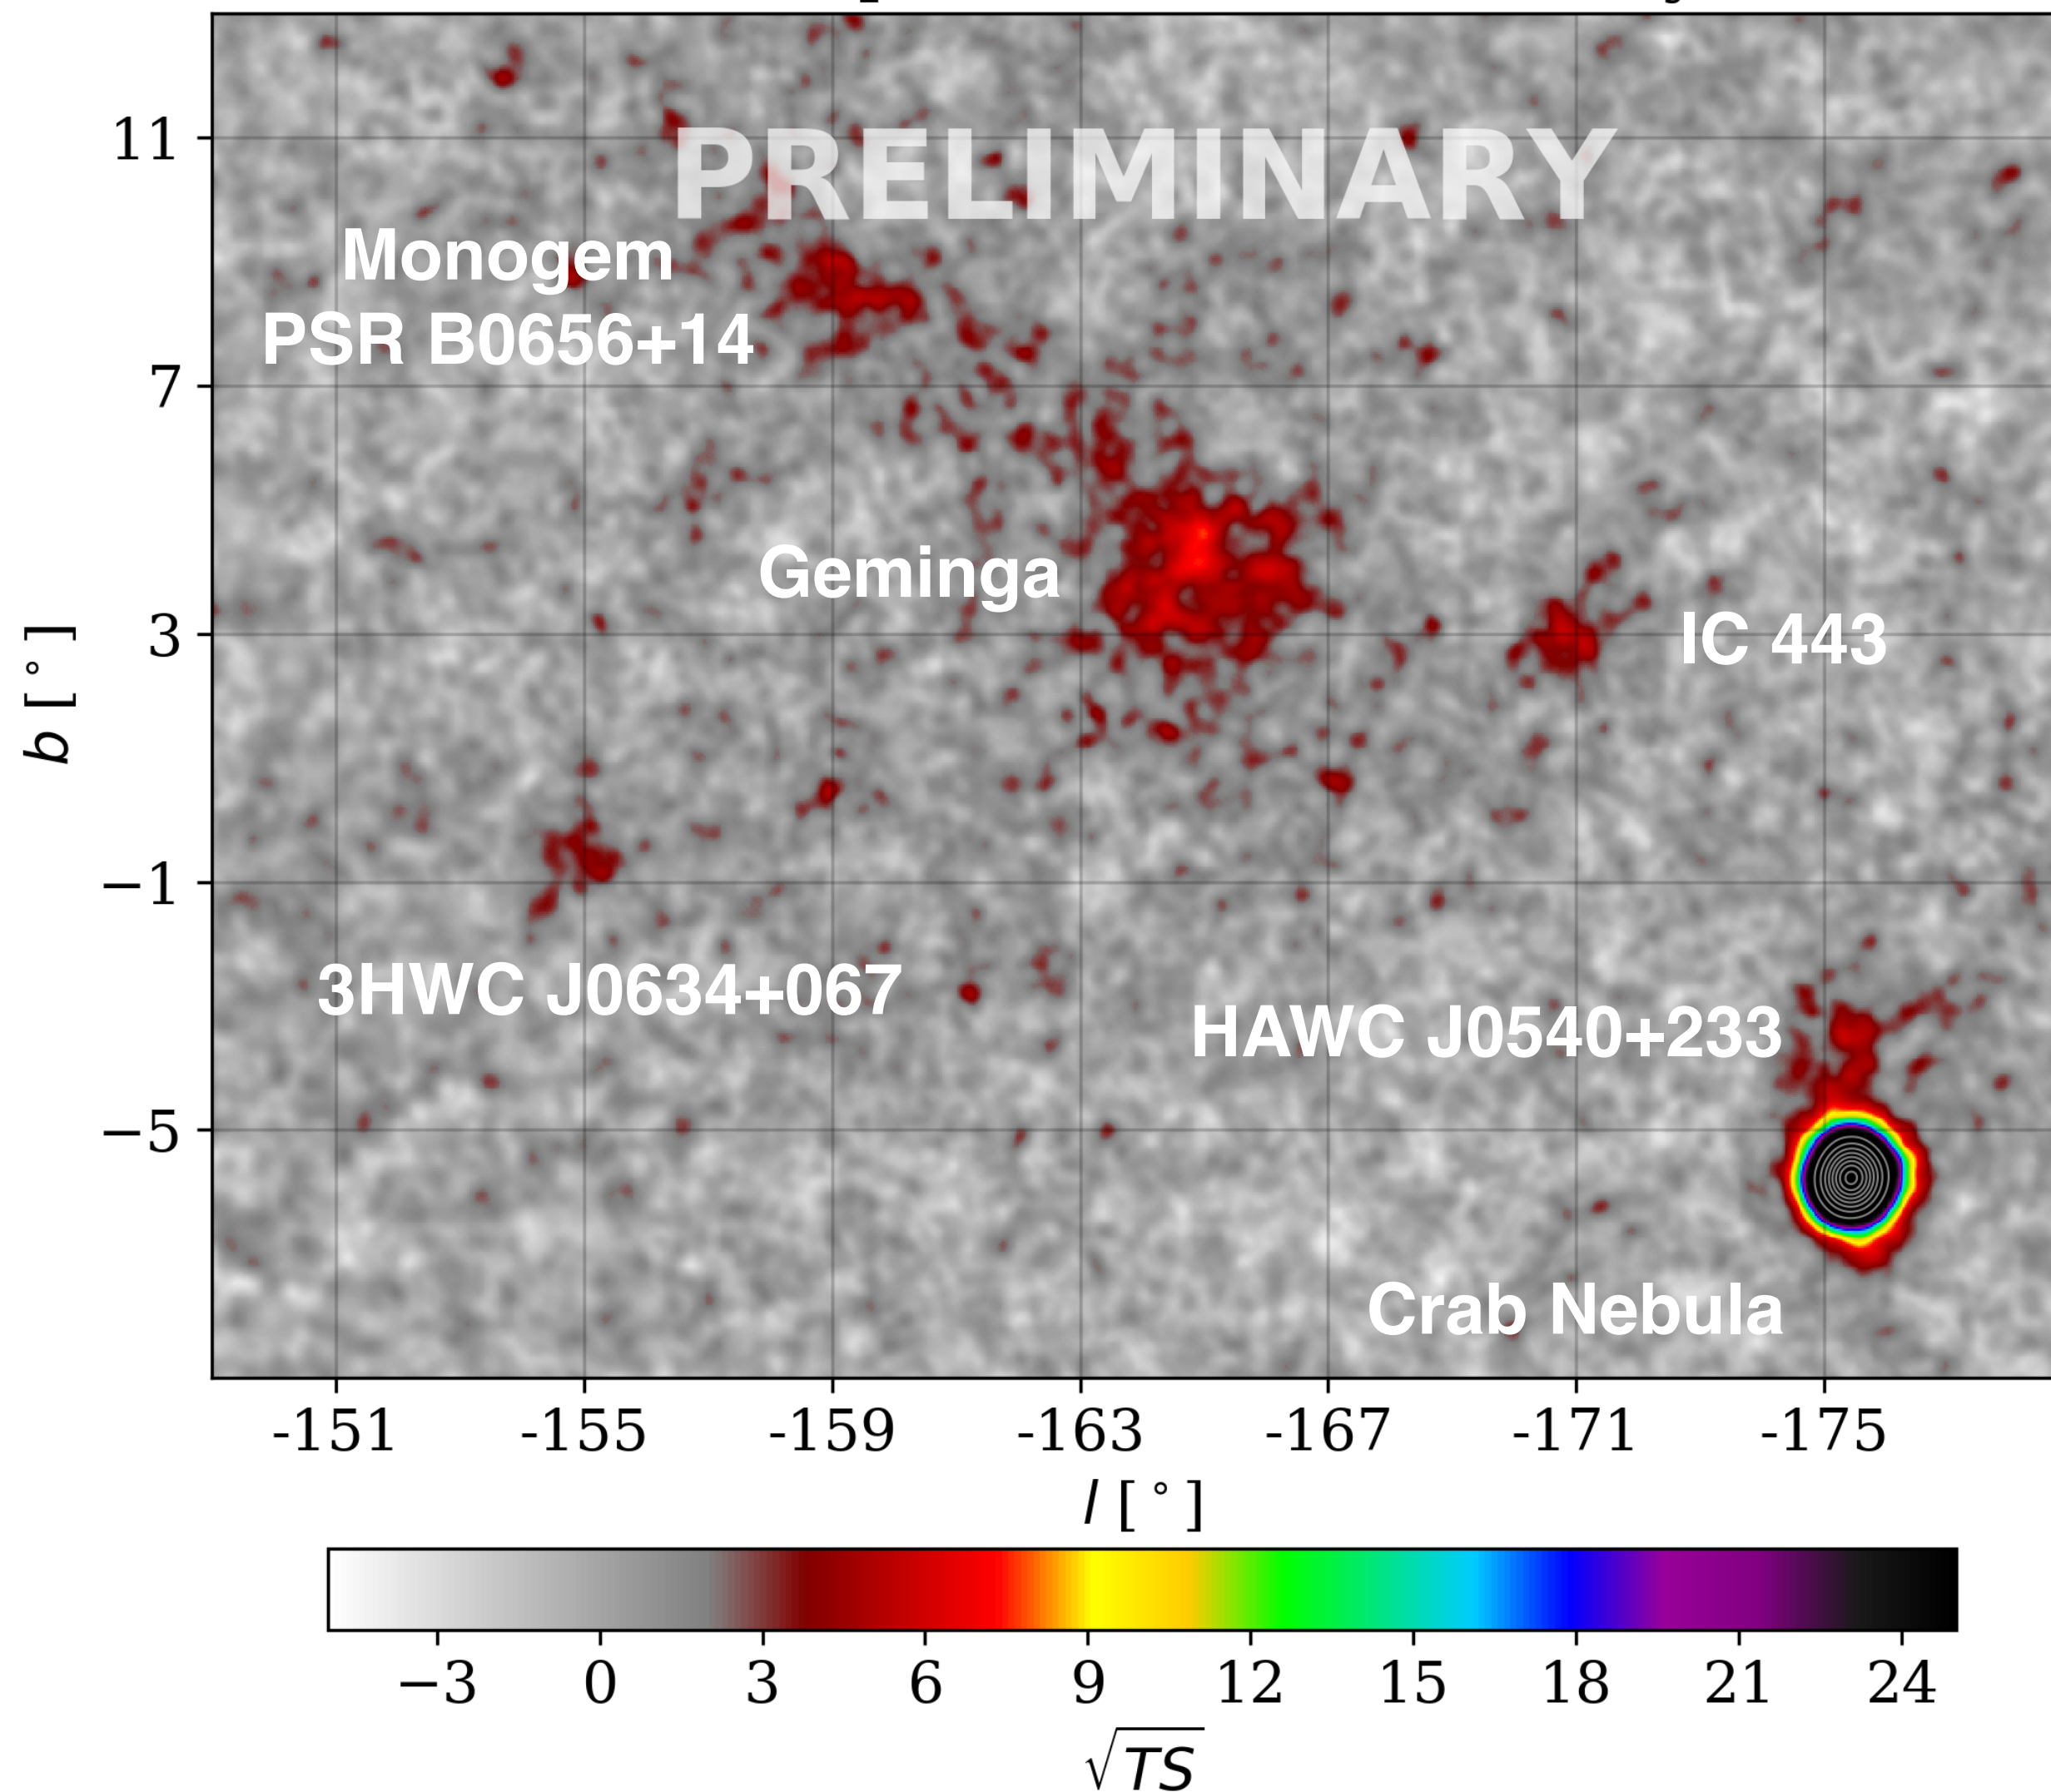 PRELIMINARY
Monogem
PSR B0656+14
Geminga
IC 443
3HWC J0634+067
HAWC J0540+233
Crab Nebula
11
7
3
−1
−5
b [°]
-151 -155 -159 -163 -167 -171 -175
l [°]
−3 0 3 6 9 12 15 18 21 24
√TS